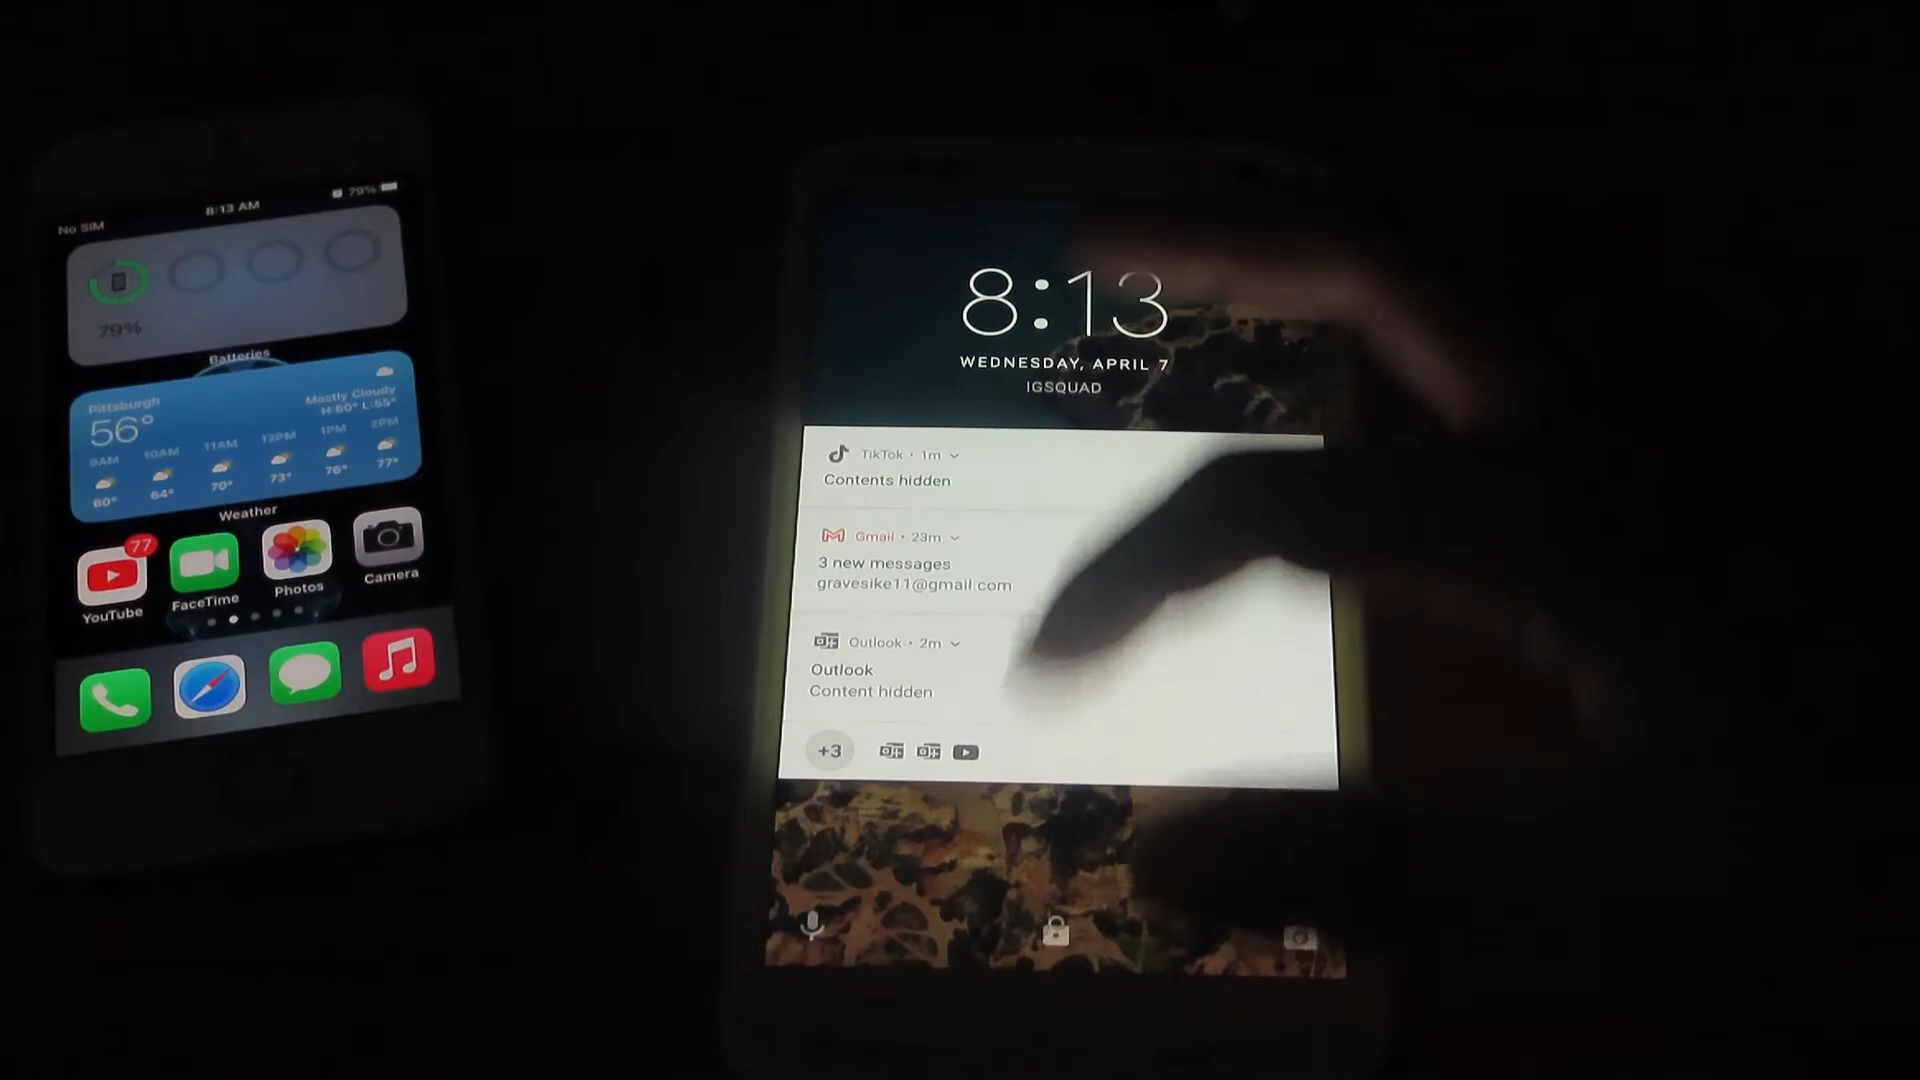 No SIM
8:13 AM
79%
79%
Batteries
Pittsburgh
56°
Mostly Cloudy
H:80° L:55°
9AM 10AM 11AM 12PM 1PM 2PM
60° 64° 70° 73° 76° 77°
Weather
77
YouTube FaceTime Photos Camera
8:13
WEDNESDAY, APRIL 7
IGSQUAD
TikTok · 1m
Contents hidden
Gmail · 23m
3 new messages
gravesike11@gmail.com
Outlook · 2m
Outlook
Content hidden
+3